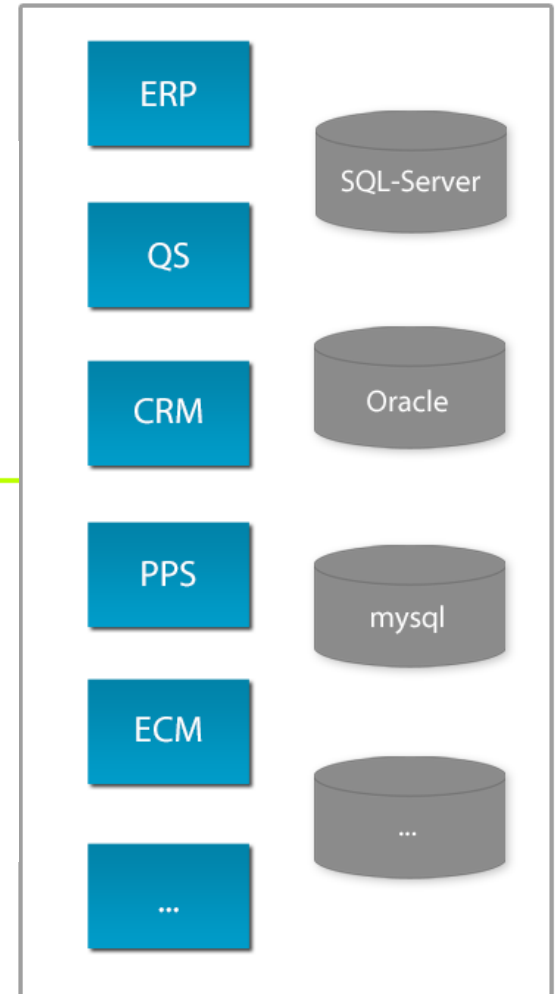 ERP
QS
CRM
PPS
ECM
...
SQL-Server
Oracle
mysql
...